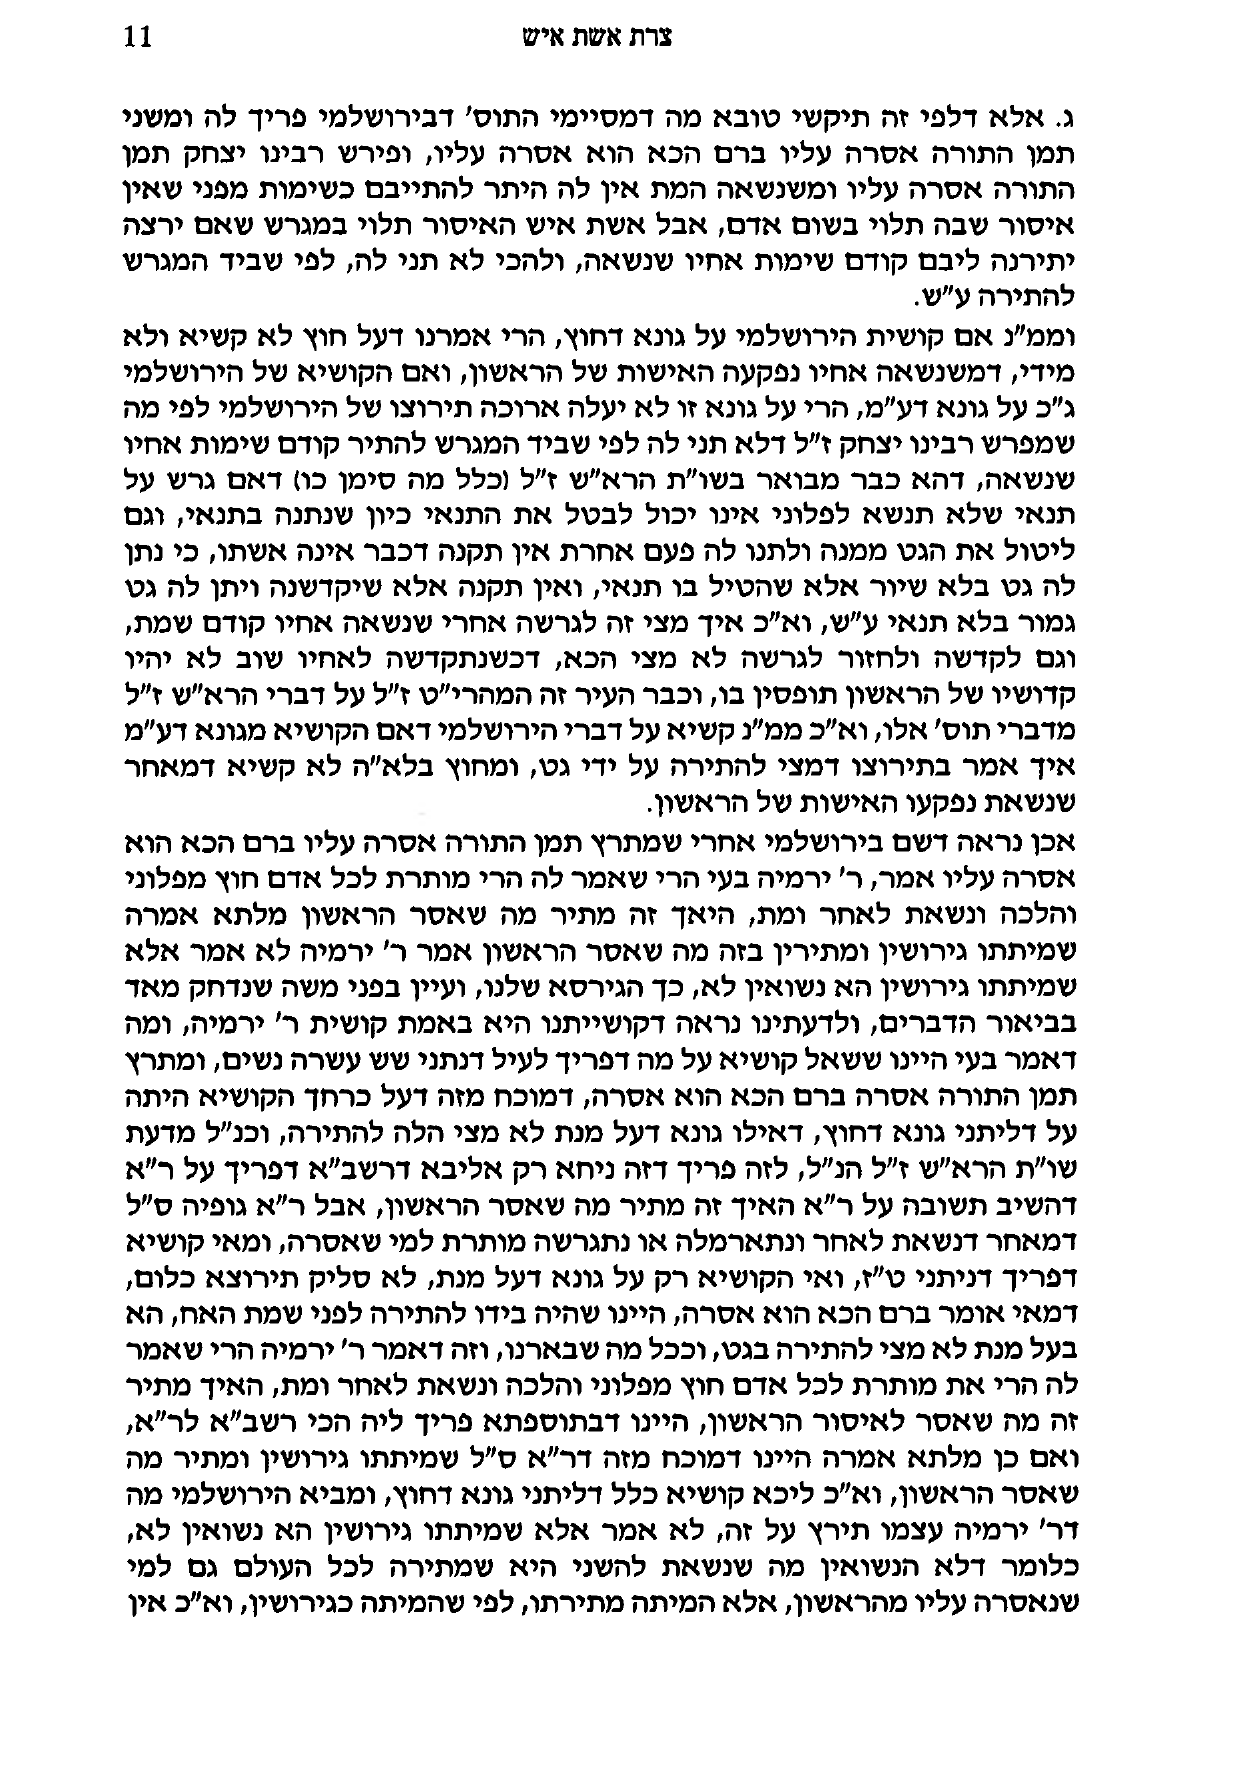 צרת אשת איש 11
ג. אלא דלפי זה תיקשי טובא מה דמסיימי התוס' דבירושלמי פריך לה ומשני
תמן התורה אסרה עליו ברם הכא הוא אסרה עליו, ופירש רבינו יצחק תמן
התורה אסרה עליו ומשנשאה המת אין לה היתר להתייבם כשימות מפני שאין
איסור שבה תלוי בשום אדם, אבל אשת איש האיסור תלוי במגרש שאם ירצה
יתירנה ליבם קודם שימות אחיו שנשאה, ולהכי לא תני לה, לפי שביד המגרש
להתירה ע"ש.
וממ"נ אם קושית הירושלמי על גונא דחוץ, הרי אמרנו דעל חוץ לא קשיא ולא
מידי, דמשנשאה אחיו נפקעה האישות של הראשון, ואם הקושיא של הירושלמי
ג"כ על גונא דע"מ, הרי על גונא זו לא יעלה ארוכה תירוצו של הירושלמי לפי מה
שמפרש רבינו יצחק ז"ל דלא תני לה לפי שביד המגרש להתיר קודם שימות אחיו
שנשאה, דהא כבר מבואר בשו"ת הרא"ש ז"ל (כלל מה סימן כו) דאם גרש על
תנאי שלא תנשא לפלוני אינו יכול לבטל את התנאי כיון שנתנה בתנאי, וגם
ליטול את הגט ממנה ולתנו לה פעם אחרת אין תקנה דכבר אינה אשתו, כי נתן
לה גט בלא שיור אלא שהטיל בו תנאי, ואין תקנה אלא שיקדשנה ויתן לה גט
גמור בלא תנאי ע"ש, וא"כ איך מצי זה לגרשה אחרי שנשאה אחיו קודם שמת,
וגם לקדשה ולחזור לגרשה לא מצי הכא, דכשנתקדשה לאחיו שוב לא יהיו
קדושיו של הראשון תופסין בו, וכבר העיר זה המהרי"ט ז"ל על דברי הרא"ש ז"ל
מדברי תוס' אלו, וא"כ ממ"נ קשיא על דברי הירושלמי דאם הקושיא מגונא דע"מ
איך אמר בתירוצו דמצי להתירה על ידי גט, ומחוץ בלא"ה לא קשיא דמאחר
שנשאת נפקעו האישות של הראשון.
אכן נראה דשם בירושלמי אחרי שמתרץ תמן התורה אסרה עליו ברם הכא הוא
אסרה עליו אמר, ר' ירמיה בעי הרי שאמר לה הרי מותרת לכל אדם חוץ מפלוני
והלכה ונשאת לאחר ומת, היאך זה מתיר מה שאסר הראשון מלתא אמרה
שמיתתו גירושין ומתירין בזה מה שאסר הראשון אמר ר' ירמיה לא אמר אלא
שמיתתו גירושין הא נשואין לא, כך הגירסא שלנו, ועיין בפני משה שנדחק מאד
בביאור הדברים, ולדעתינו נראה דקושייתנו היא באמת קושית ר' ירמיה, ומה
דאמר בעי היינו ששאל קושיא על מה דפריך לעיל דנתני שש עשרה נשים, ומתרץ
תמן התורה אסרה ברם הכא הוא אסרה, דמוכח מזה דעל כרחך הקושיא היתה
על דליתני גונא דחוץ, דאילו גונא דעל מנת לא מצי הלה להתירה, וכנ"ל מדעת
שו"ת הרא"ש ז"ל הנ"ל, לזה פריך דזה ניחא רק אליבא דרשב"א דפריך על ר"א
דהשיב תשובה על ר"א האיך זה מתיר מה שאסר הראשון, אבל ר"א גופיה ס"ל
דמאחר דנשאת לאחר ונתארמלה או נתגרשה מותרת למי שאסרה, ומאי קושיא
דפריך דניתני ט"ז, ואי הקושיא רק על גונא דעל מנת, לא סליק תירוצא כלום,
דמאי אומר ברם הכא הוא אסרה, היינו שהיה בידו להתירה לפני שמת האח, הא
בעל מנת לא מצי להתירה בגט, וככל מה שבארנו, וזה דאמר ר' ירמיה הרי שאמר
לה הרי את מותרת לכל אדם חוץ מפלוני והלכה ונשאת לאחר ומת, האיך מתיר
זה מה שאסר לאיסור הראשון, היינו דבתוספתא פריך ליה הכי רשב"א לר"א,
ואם כן מלתא אמרה היינו דמוכח מזה דר"א ס"ל שמיתתו גירושין ומתיר מה
שאסר הראשון, וא"כ ליכא קושיא כלל דליתני גונא דחוץ, ומביא הירושלמי מה
דר' ירמיה עצמו תירץ על זה, לא אמר אלא שמיתתו גירושין הא נשואין לא,
כלומר דלא הנשואין מה שנשאת להשני היא שמתירה לכל העולם גם למי
שנאסרה עליו מהראשון, אלא המיתה מתירתו, לפי שהמיתה כגירושין, וא"כ אין